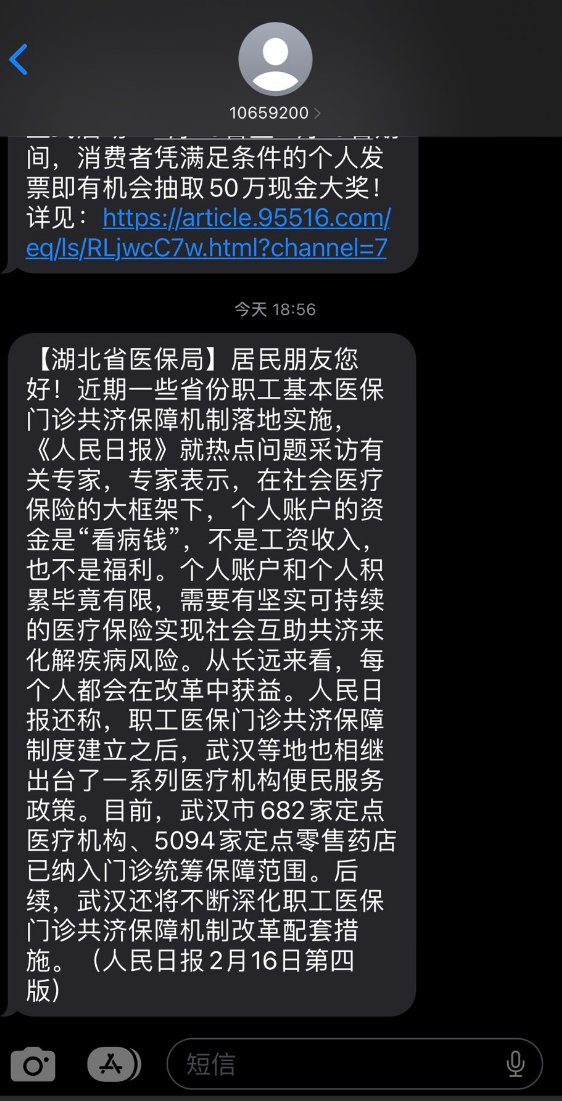 10659200
间，消费者凭满足条件的个人发
票即有机会抽取50万现金大奖！
详见：https://article.95516.com/
eq/ls/RLjwcC7w.html?channel=7
今天 18:56
【湖北省医保局】居民朋友您
好！近期一些省份职工基本医保
门诊共济保障机制落地实施，
《人民日报》就热点问题采访有
关专家，专家表示，在社会医疗
保险的大框架下，个人账户的资
金是“看病钱”，不是工资收入，
也不是福利。个人账户和个人积
累毕竟有限，需要有坚实可持续
的医疗保险实现社会互助共济来
化解疾病风险。从长远来看，每
个人都会在改革中获益。人民日
报还称，职工医保门诊共济保障
制度建立之后，武汉等地也相继
出台了一系列医疗机构便民服务
政策。目前，武汉市682家定点
医疗机构、5094家定点零售药店
已纳入门诊统筹保障范围。后
续，武汉还将不断深化职工医保
门诊共济保障机制改革配套措
施。（人民日报2月16日第四
版）
短信